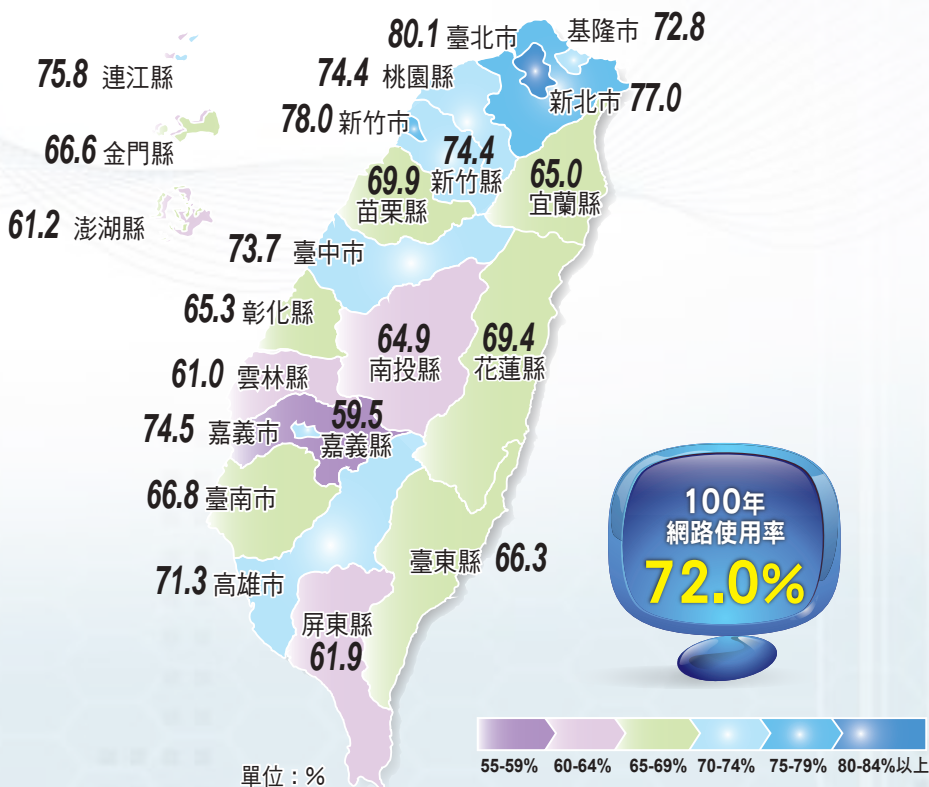 80.1 臺北市
基隆市 72.8
75.8 連江縣
74.4 桃園縣
新北市 77.0
78.0 新竹市
66.6 金門縣
74.4
新竹縣
69.9
苗栗縣
65.0
宜蘭縣
61.2 澎湖縣
73.7 臺中市
65.3 彰化縣
64.9
南投縣
69.4
花蓮縣
61.0 雲林縣
74.5 嘉義市
59.5
嘉義縣
66.8 臺南市
100年
網路使用率
72.0%
臺東縣 66.3
71.3 高雄市
屏東縣
61.9
55-59% 60-64% 65-69% 70-74% 75-79% 80-84%以上
單位：%